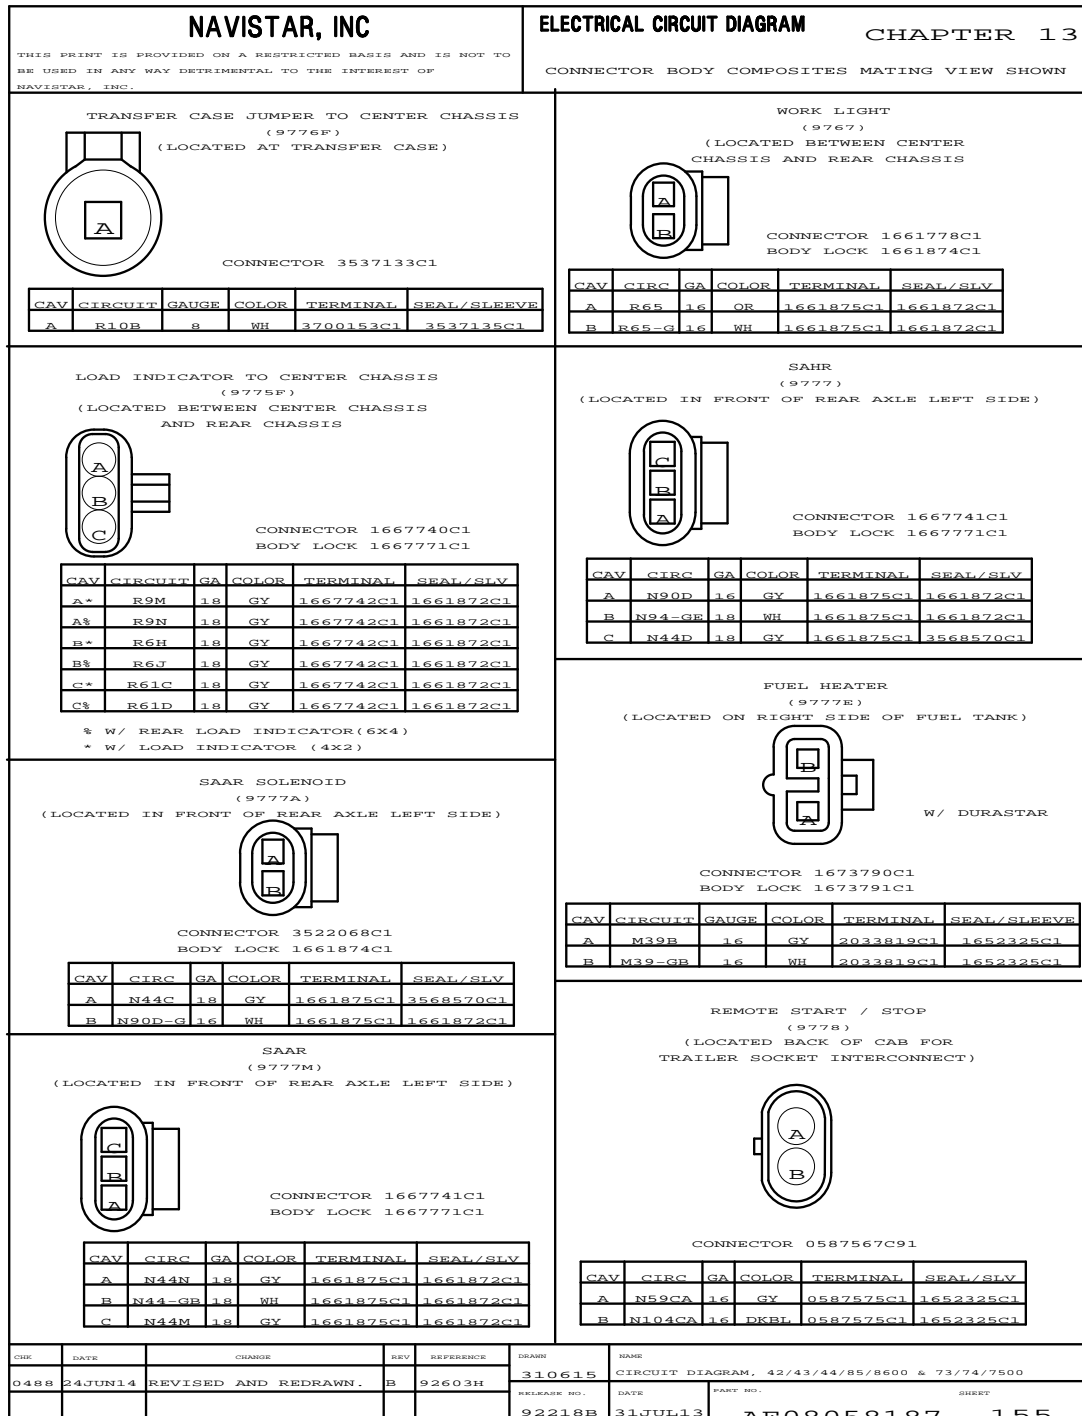 NAVISTAR, INC
THIS PRINT IS PROVIDED ON A RESTRICTED BASIS AND IS NOT TO
BE USED IN ANY WAY DETRIMENTAL TO THE INTEREST OF
NAVISTAR, INC.
ELECTRICAL CIRCUIT DIAGRAM
CHAPTER 13
CONNECTOR BODY COMPOSITES MATING VIEW SHOWN
TRANSFER CASE JUMPER TO CENTER CHASSIS
(9776F)
(LOCATED AT TRANSFER CASE)
A
CONNECTOR 3537133C1
CAV CIRCUIT GAUGE COLOR TERMINAL SEAL/SLEEVE
A R10B 8 WH 3700153C1 3537135C1
WORK LIGHT
(9767)
(LOCATED BETWEEN CENTER
CHASSIS AND REAR CHASSIS
A
B
CONNECTOR 1661778C1
BODY LOCK 1661874C1
CAV CIRC GA COLOR TERMINAL SEAL/SLV
A R65 16 OR 1661875C1 1661872C1
B R65-G 16 WH 1661875C1 1661872C1
LOAD INDICATOR TO CENTER CHASSIS
(9775F)
(LOCATED BETWEEN CENTER CHASSIS
AND REAR CHASSIS
A
B
C
CONNECTOR 1667740C1
BODY LOCK 1667771C1
CAV CIRCUIT GA COLOR TERMINAL SEAL/SLV
A* R9M 18 GY 1667742C1 1661872C1
A% R9N 18 GY 1667742C1 1661872C1
B* R6H 18 GY 1667742C1 1661872C1
B% R6J 18 GY 1667742C1 1661872C1
C* R61C 18 GY 1667742C1 1661872C1
C% R61D 18 GY 1667742C1 1661872C1
% W/ REAR LOAD INDICATOR(6X4)
* W/ LOAD INDICATOR (4X2)
SAHR
(9777)
(LOCATED IN FRONT OF REAR AXLE LEFT SIDE)
C
B
A
CONNECTOR 1667741C1
BODY LOCK 1667771C1
CAV CIRC GA COLOR TERMINAL SEAL/SLV
A N90D 16 GY 1661875C1 1661872C1
B N94-GE 18 WH 1661875C1 1661872C1
C N44D 18 GY 1661875C1 3568570C1
FUEL HEATER
(9777E)
(LOCATED ON RIGHT SIDE OF FUEL TANK)
B
A
W/ DURASTAR
CONNECTOR 1673790C1
BODY LOCK 1673791C1
CAV CIRCUIT GAUGE COLOR TERMINAL SEAL/SLEEVE
A M39B 16 GY 2033819C1 1652325C1
B M39-GB 16 WH 2033819C1 1652325C1
SAAR SOLENOID
(9777A)
(LOCATED IN FRONT OF REAR AXLE LEFT SIDE)
A
B
CONNECTOR 3522068C1
BODY LOCK 1661874C1
CAV CIRC GA COLOR TERMINAL SEAL/SLV
A N44C 18 GY 1661875C1 3568570C1
B N90D-G 16 WH 1661875C1 1661872C1
SAAR
(9777M)
(LOCATED IN FRONT OF REAR AXLE LEFT SIDE)
C
B
A
CONNECTOR 1667741C1
BODY LOCK 1667771C1
CAV CIRC GA COLOR TERMINAL SEAL/SLV
A N44N 18 GY 1661875C1 1661872C1
B N44-GB 18 WH 1661875C1 1661872C1
C N44M 18 GY 1661875C1 1661872C1
REMOTE START / STOP
(9778)
(LOCATED BACK OF CAB FOR
TRAILER SOCKET INTERCONNECT)
A
B
CONNECTOR 0587567C91
CAV CIRC GA COLOR TERMINAL SEAL/SLV
A N59CA 16 GY 0587575C1 1652325C1
B N104CA 16 DKBL 0587575C1 1652325C1
CHK DATE CHANGE REV REFERENCE
0488 24JUN14 REVISED AND REDRAWN. B 92603H
DRAWN
310615
NAME
CIRCUIT DIAGRAM, 42/43/44/85/8600 & 73/74/7500
RELEASE NO.
92218B
DATE
31JUL13
PART NO.
AE08058187
SHEET
155